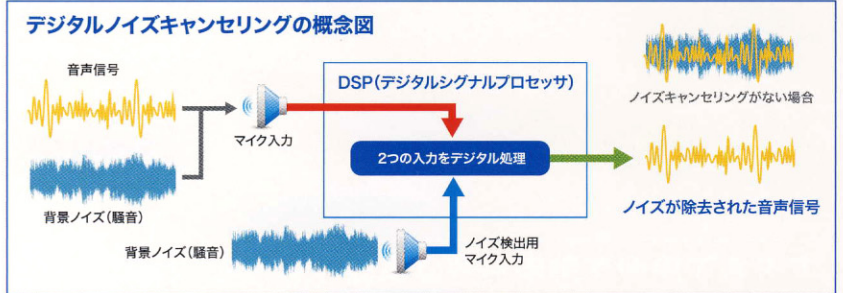 デジタルノイズキャンセリングの概念図
音声信号
マイク入力
背景ノイズ(騒音)
DSP(デジタルシグナルプロセッサ)
2つの入力をデジタル処理
背景ノイズ(騒音)
ノイズ検出用
マイク入力
ノイズキャンセリングがない場合
ノイズが除去された音声信号